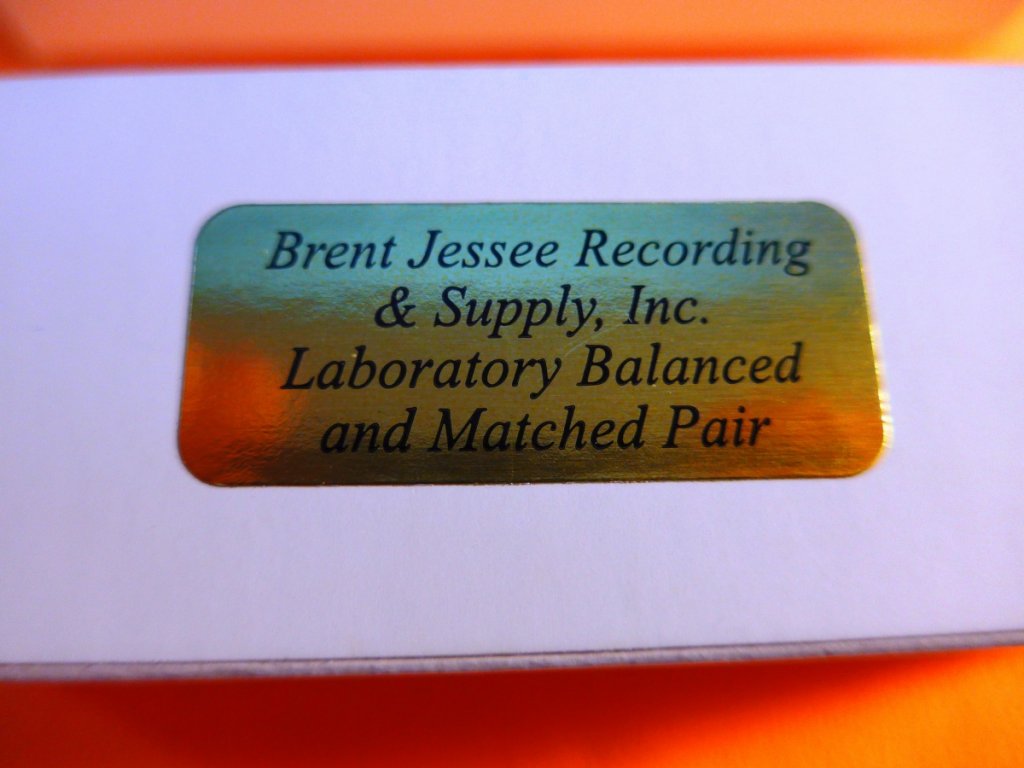 Brent Jessee Recording
& Supply, Inc.
Laboratory Balanced
and Matched Pair